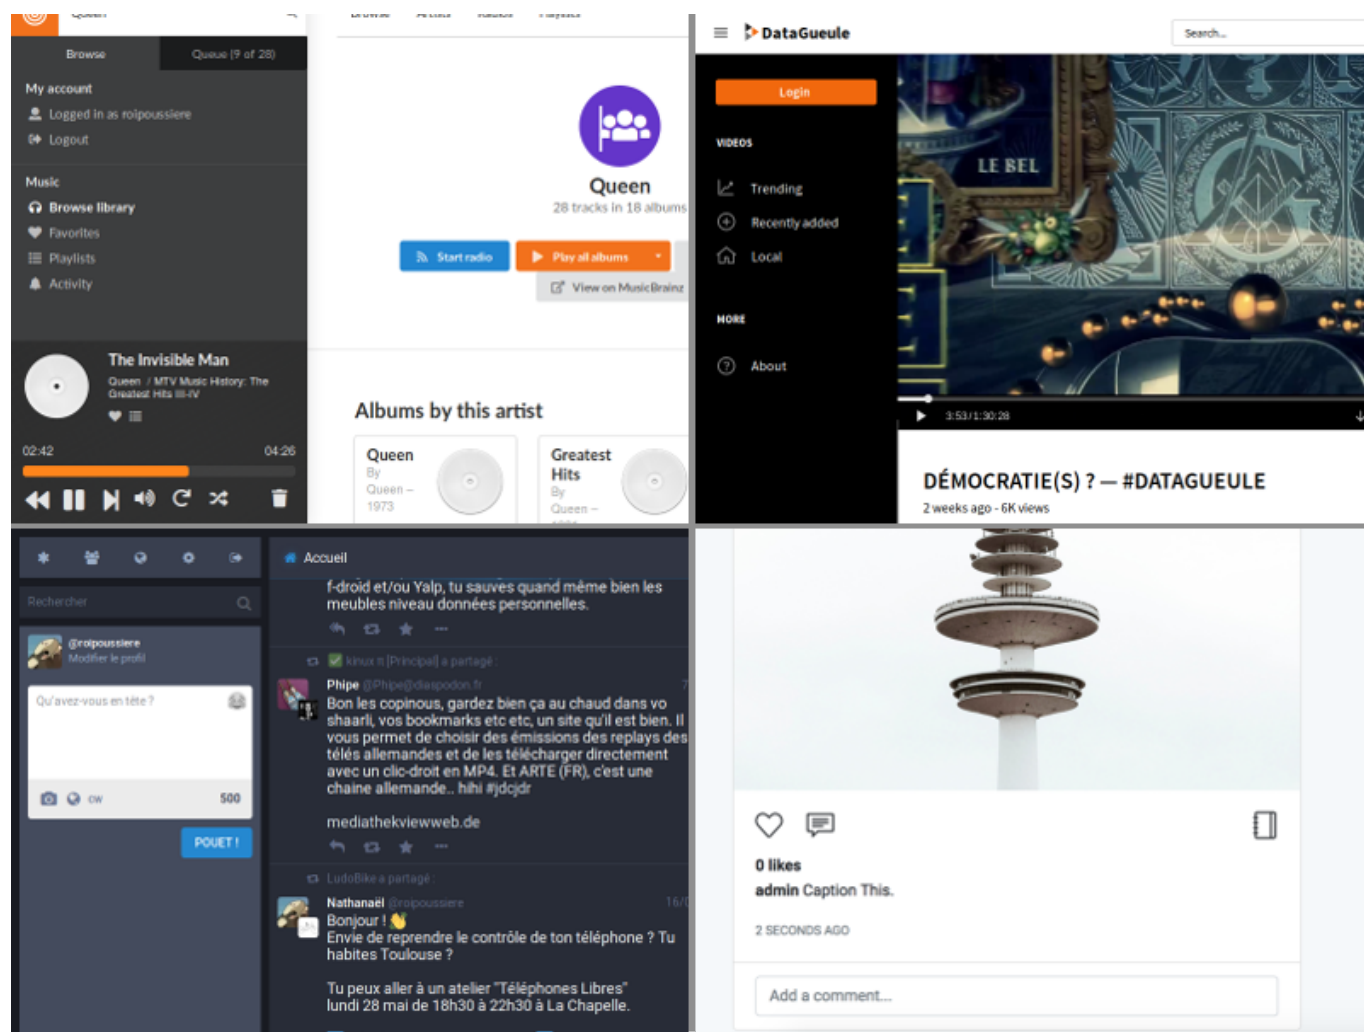 Queen
Browse
Queue (9 of 28)
My account
Logged in as roipoussiere
Logout
Music
Browse library
Favorites
Playlists
Activity
The Invisible Man
Queen / MTV Music History: The
Greatest Hits III-IV
02:42
04:26
Browse Artists Radios Playlists
Queen
28 tracks in 18 albums
Start radio
Play all albums
View on MusicBrainz
Albums by this artist
Queen
By
Queen –
1973
Greatest
Hits
By
Queen –
DataGueule
Search...
Login
VIDEOS
Trending
Recently added
Local
MORE
About
LE BEL
3:53/1:30:28
DÉMOCRATIE(S) ? — #DATAGUEULE
2 weeks ago - 6K views
Rechercher
@roipoussiere
Modifier le profil
Qu'avez-vous en tête ?
CW
500
POUET !
Accueil
f-droid et/ou Yalp, tu sauves quand même bien les
meubles niveau données personnelles.
kinux π [Principal] a partagé :
Phipe @Phipe@diaspodon.fr 7
Bon les copinous, gardez bien ça au chaud dans vo
shaarli, vos bookmarks etc etc, un site qu'il est bien. Il
vous permet de choisir des émissions des replays des
télés allemandes et de les télécharger directement
avec un clic-droit en MP4. Et ARTE (FR), c'est une
chaine allemande.. hihi #jdcjdr
mediathekviewweb.de
LudoBike a partagé :
Nathanaël @roipoussiere 16/0
Bonjour !
Envie de reprendre le contrôle de ton téléphone ? Tu
habites Toulouse ?
Tu peux aller à un atelier "Téléphones Libres"
lundi 28 mai de 18h30 à 22h30 à La Chapelle.
0 likes
admin Caption This.
2 SECONDS AGO
Add a comment...